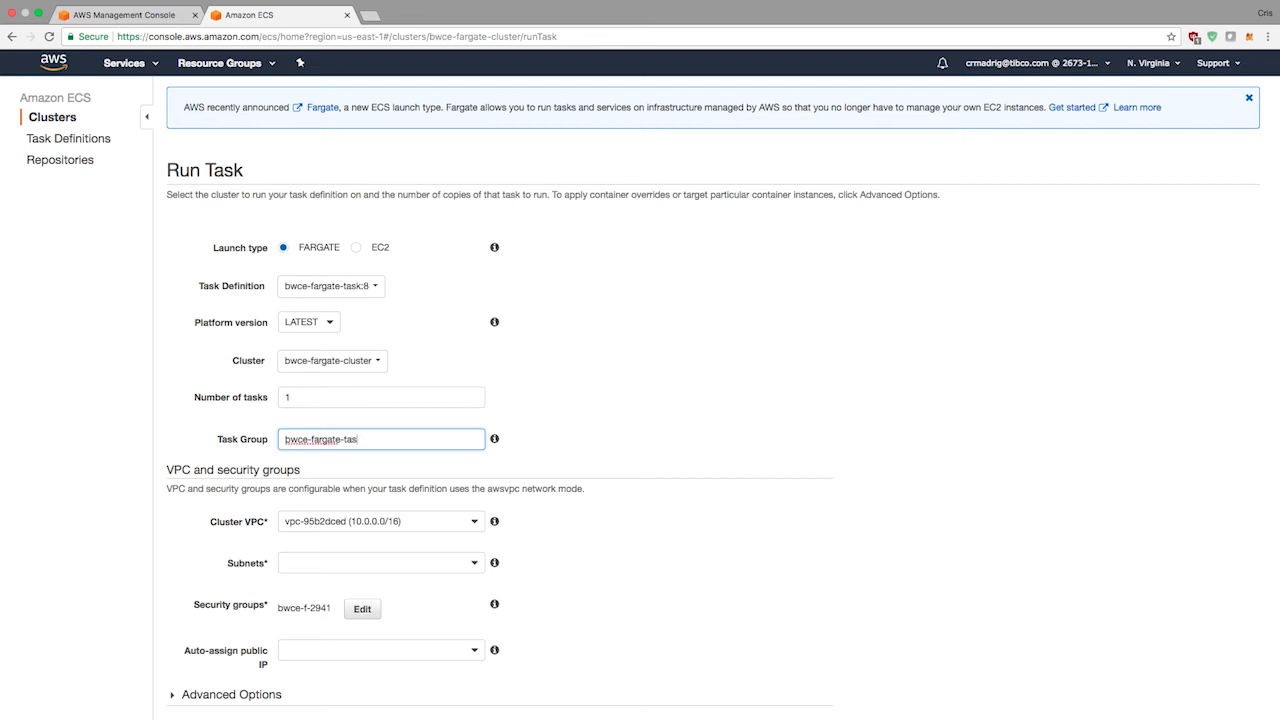 AWS Management Console
Amazon ECS
Cris
Secure https://console.aws.amazon.com/ecs/home?region=us-east-1#/clusters/bwce-fargate-cluster/runTask
aws Services Resource Groups crmadrig@tibco.com @ 2673-1... N. Virginia Support
Amazon ECS
Clusters
Task Definitions
Repositories
AWS recently announced Fargate, a new ECS launch type. Fargate allows you to run tasks and services on infrastructure managed by AWS so that you no longer have to manage your own EC2 instances. Get started Learn more
Run Task
Select the cluster to run your task definition on and the number of copies of that task to run. To apply container overrides or target particular container instances, click Advanced Options.
Launch type FARGATE EC2
Task Definition bwce-fargate-task:8
Platform version LATEST
Cluster bwce-fargate-cluster
Number of tasks 1
Task Group bwce-fargate-tas
VPC and security groups
VPC and security groups are configurable when your task definition uses the awsvpc network mode.
Cluster VPC* vpc-95b2dced (10.0.0.0/16)
Subnets*
Security groups* bwce-f-2941 Edit
Auto-assign public
IP
Advanced Options